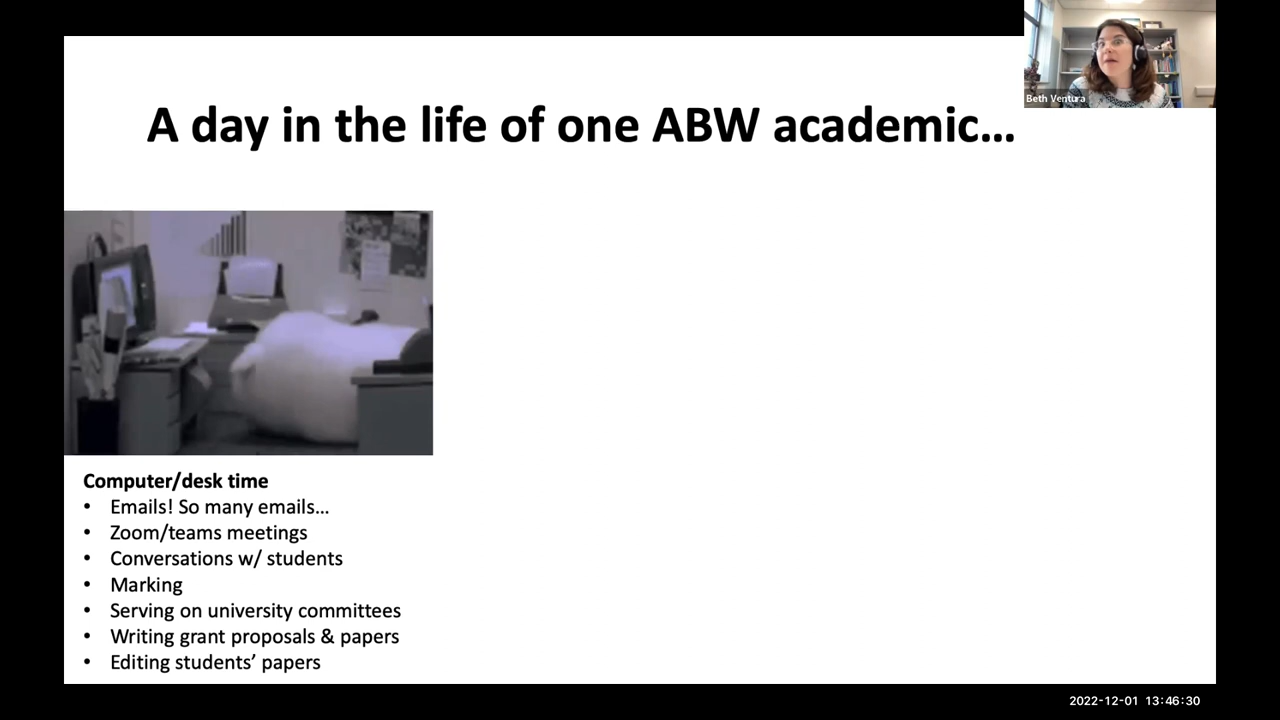 Beth Ventura
A day in the life of one ABW academic…
Computer/desk time
• Emails! So many emails…
• Zoom/teams meetings
• Conversations w/ students
• Marking
• Serving on university committees
• Writing grant proposals & papers
• Editing students’ papers
2022-12-01 13:46:30